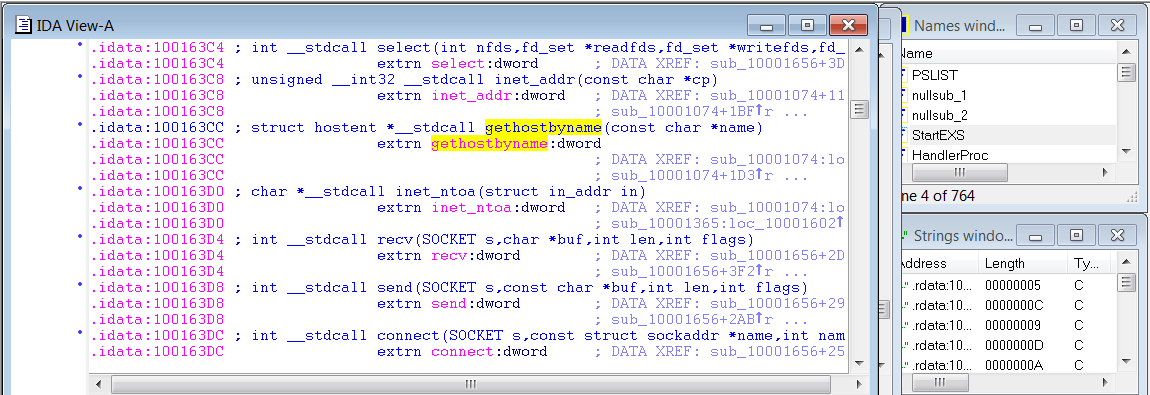 IDA View-A
.idata:100163C4 ; int __stdcall select(int nfds,fd_set *readfds,fd_set *writefds,fd_
.idata:100163C4 extrn select:dword ; DATA XREF: sub_10001656+3D
.idata:100163C8 ; unsigned __int32 __stdcall inet_addr(const char *cp)
.idata:100163C8 extrn inet_addr:dword ; DATA XREF: sub_10001074+11
.idata:100163C8 ; sub_10001074+1BF↑r ...
.idata:100163CC ; struct hostent *__stdcall gethostbyname(const char *name)
.idata:100163CC extrn gethostbyname:dword
.idata:100163CC ; DATA XREF: sub_10001074:lo
.idata:100163CC ; sub_10001074+1D3↑r ...
.idata:100163D0 ; char *__stdcall inet_ntoa(struct in_addr in)
.idata:100163D0 extrn inet_ntoa:dword ; DATA XREF: sub_10001074:lo
.idata:100163D0 ; sub_10001365:loc_10001602↑
.idata:100163D4 ; int __stdcall recv(SOCKET s,char *buf,int len,int flags)
.idata:100163D4 extrn recv:dword ; DATA XREF: sub_10001656+2D
.idata:100163D4 ; sub_10001656+3F2↑r ...
.idata:100163D8 ; int __stdcall send(SOCKET s,const char *buf,int len,int flags)
.idata:100163D8 extrn send:dword ; DATA XREF: sub_10001656+29
.idata:100163D8 ; sub_10001656+2AB↑r ...
.idata:100163DC ; int __stdcall connect(SOCKET s,const struct sockaddr *name,int nam
.idata:100163DC extrn connect:dword ; DATA XREF: sub_10001656+25
Names wind...
Name
PSLIST
nullsub_1
nullsub_2
StartEXS
HandlerProc
ne 4 of 764
Strings windo...
Address Length Ty...
.rdata:10... 00000005 C
.rdata:10... 0000000C C
.rdata:10... 00000009 C
.rdata:10... 0000000D C
.rdata:10... 0000000A C